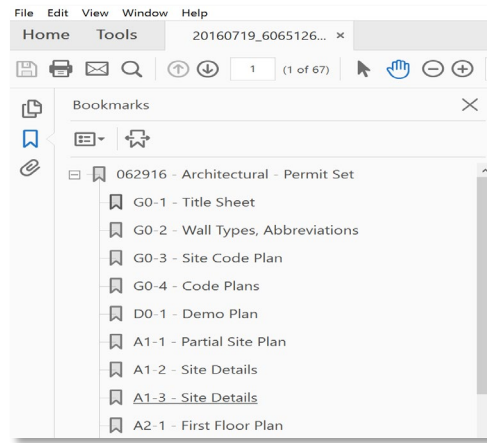 File Edit View Window Help
Home Tools 20160719_6065126... ×
1 (1 of 67)
Bookmarks
062916 - Architectural - Permit Set
G0-1 - Title Sheet
G0-2 - Wall Types, Abbreviations
G0-3 - Site Code Plan
G0-4 - Code Plans
D0-1 - Demo Plan
A1-1 - Partial Site Plan
A1-2 - Site Details
A1-3 - Site Details
A2-1 - First Floor Plan